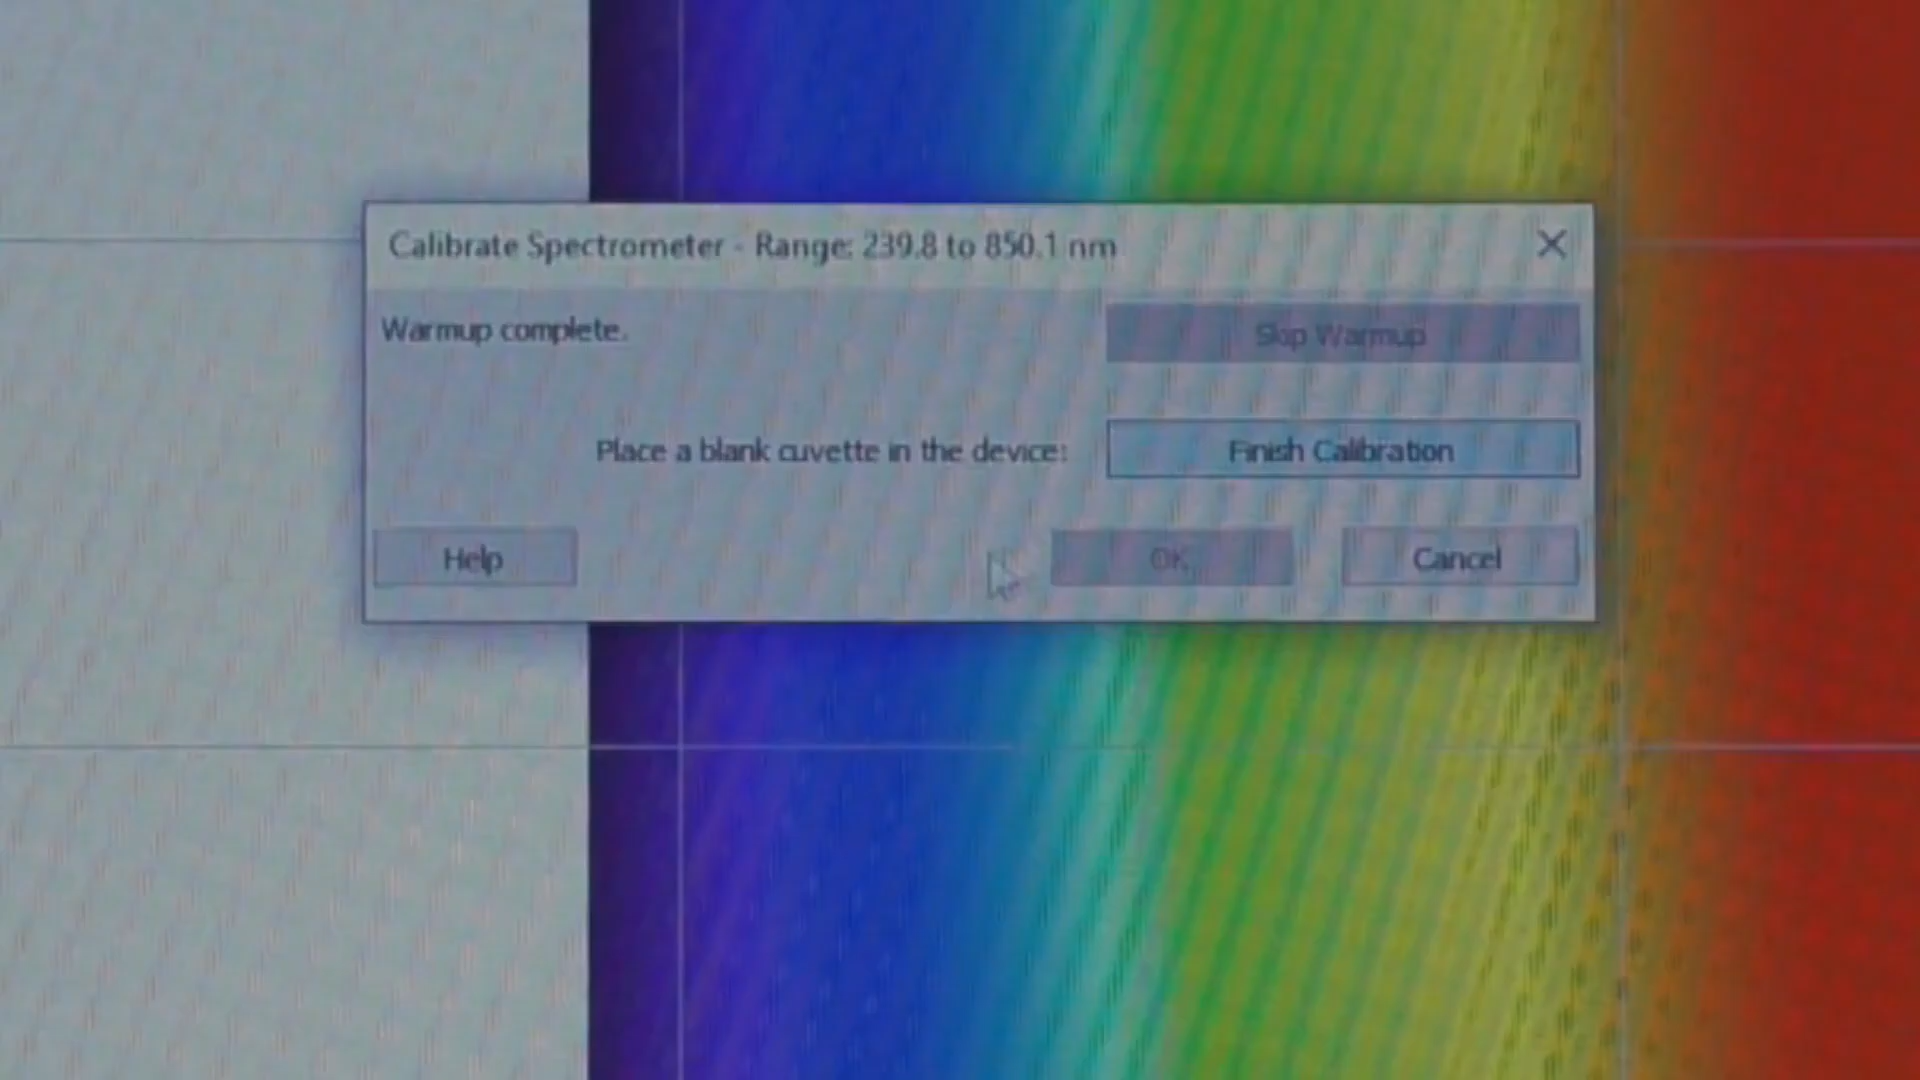 Calibrate Spectrometer - Range: 239.8 to 850.1 nm
Warmup complete.
Skip Warmup
Place a blank cuvette in the device:
Finish Calibration
Help
OK
Cancel